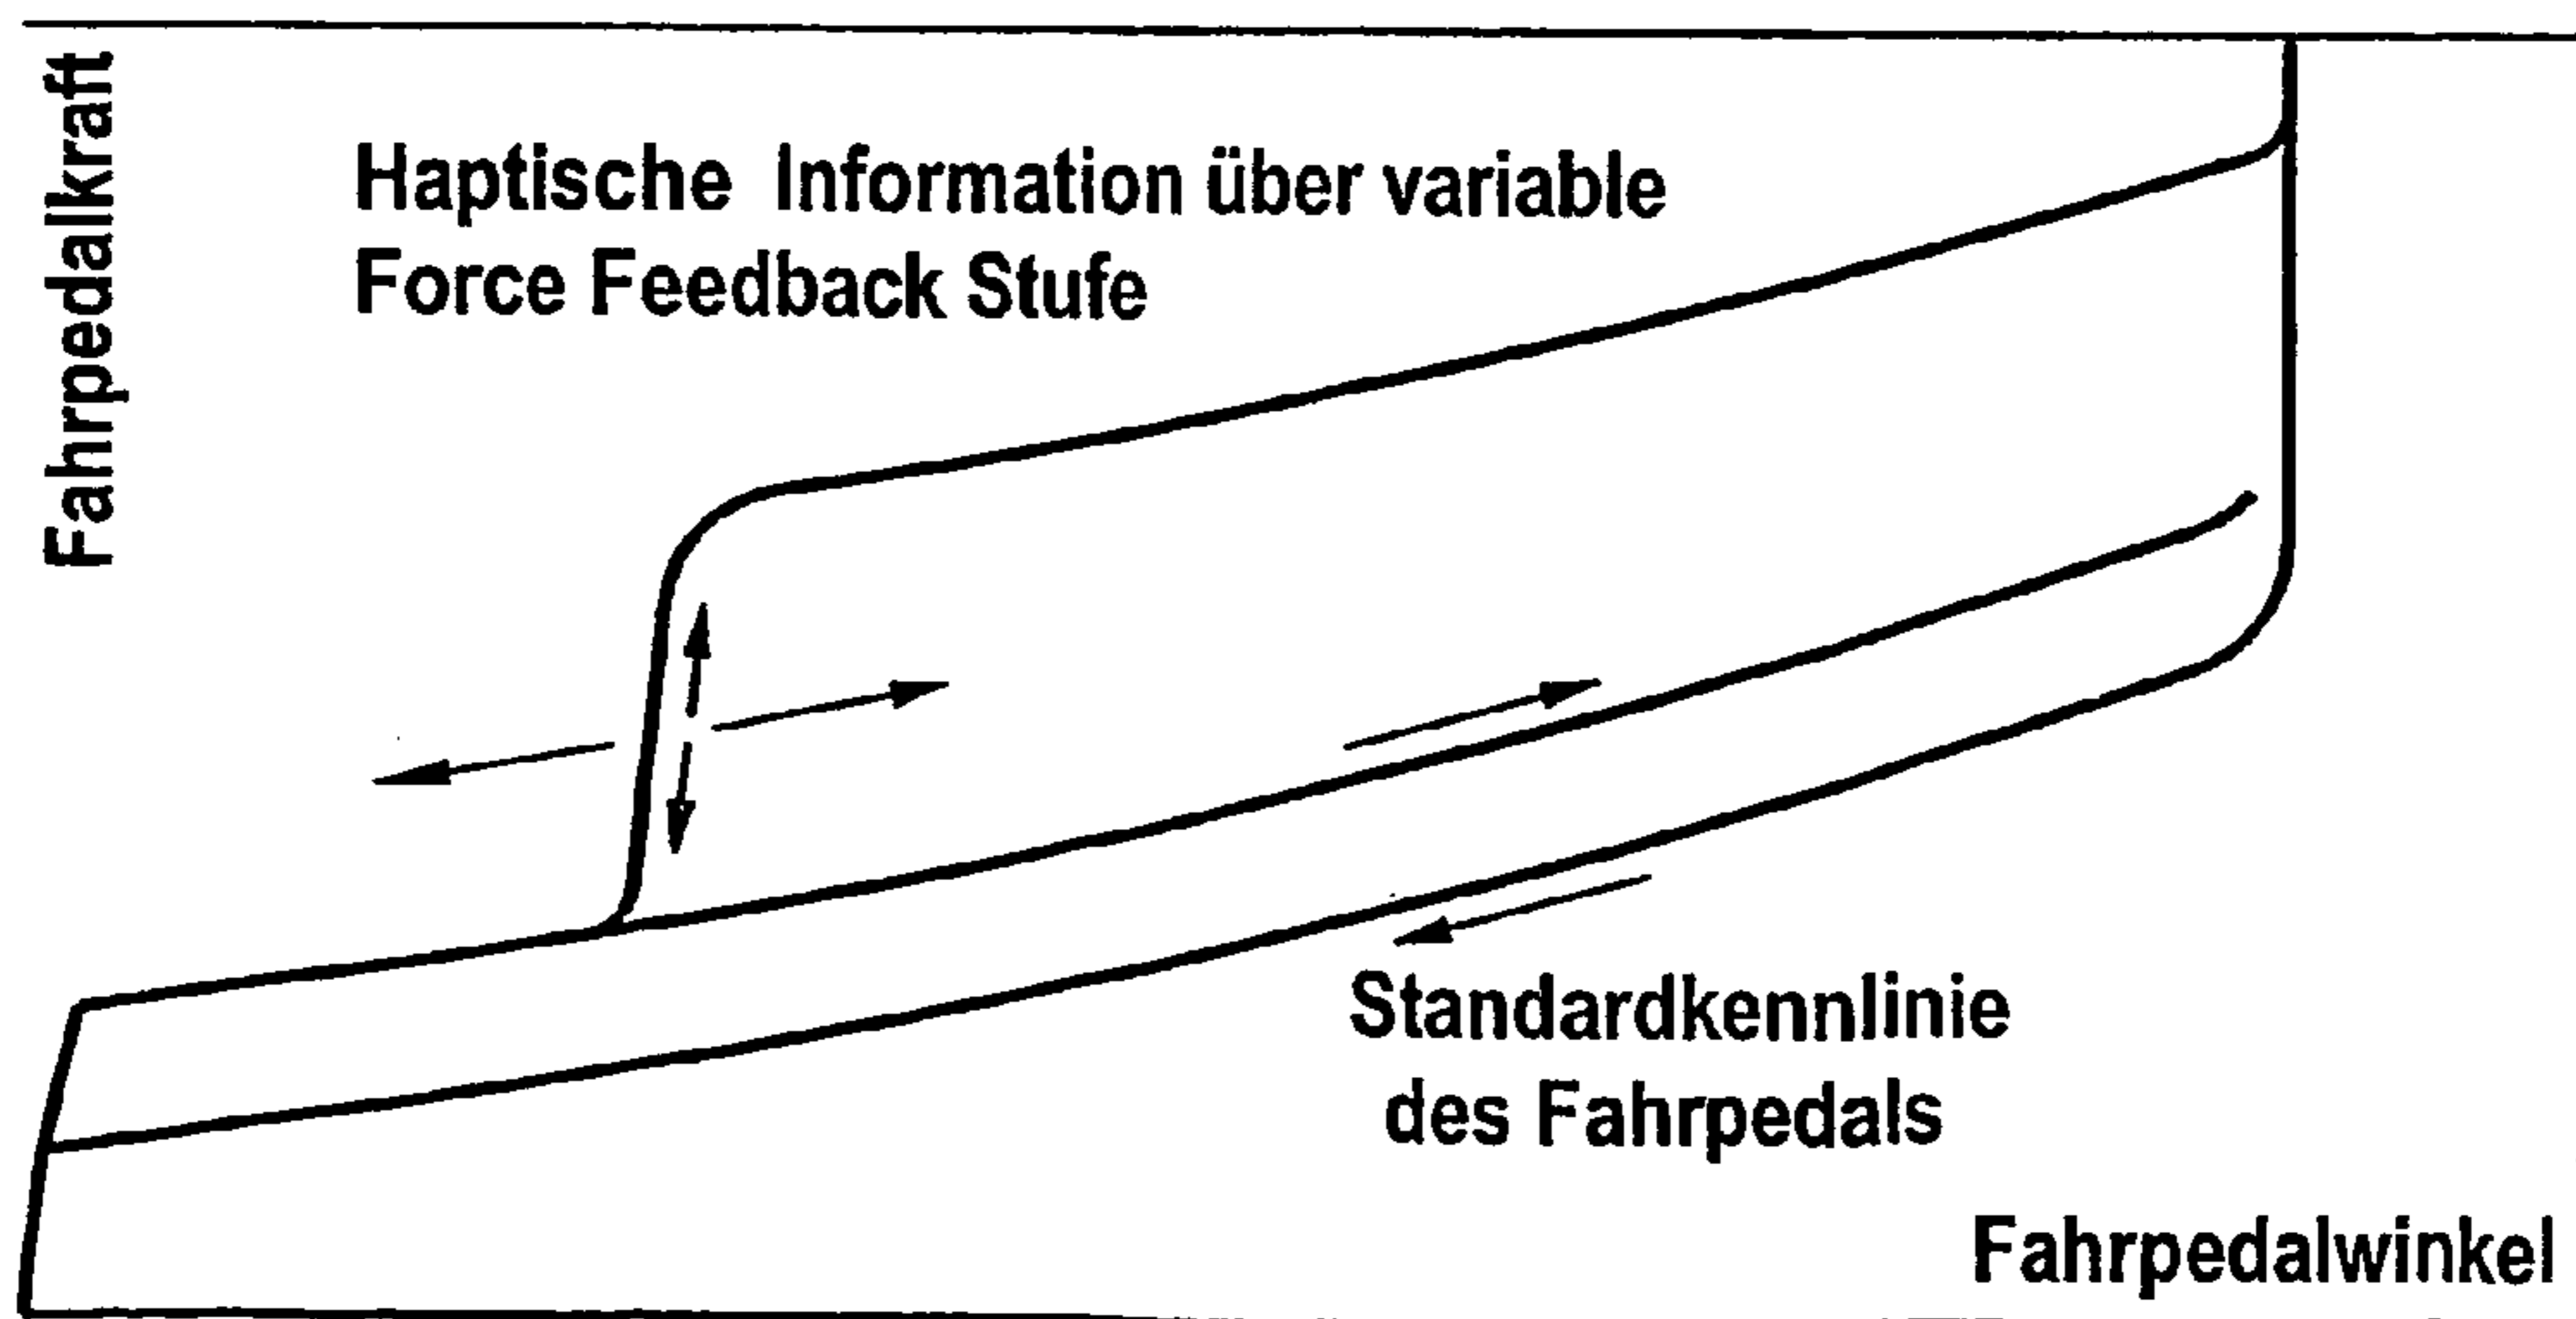 Fahrpedalkraft
Haptische Information über variable
Force Feedback Stufe
Standardkennlinie
des Fahrpedals
Fahrpedalwinkel